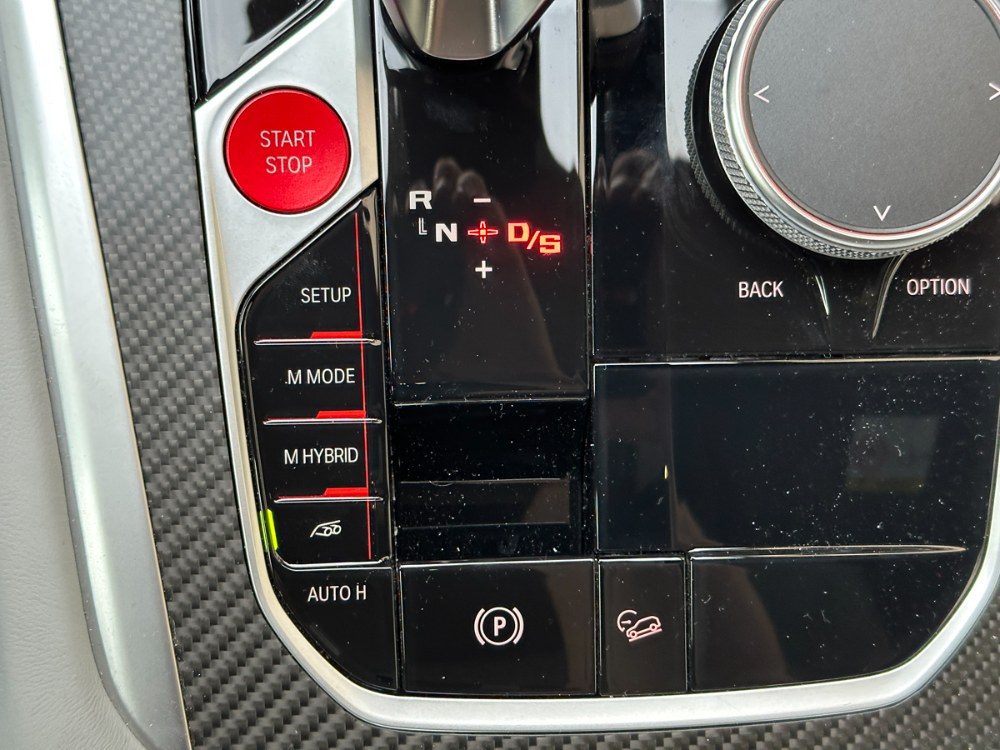 START
STOP
R −
N D/S
+
SETUP
M MODE
M HYBRID
AUTO H
BACK
OPTION
P